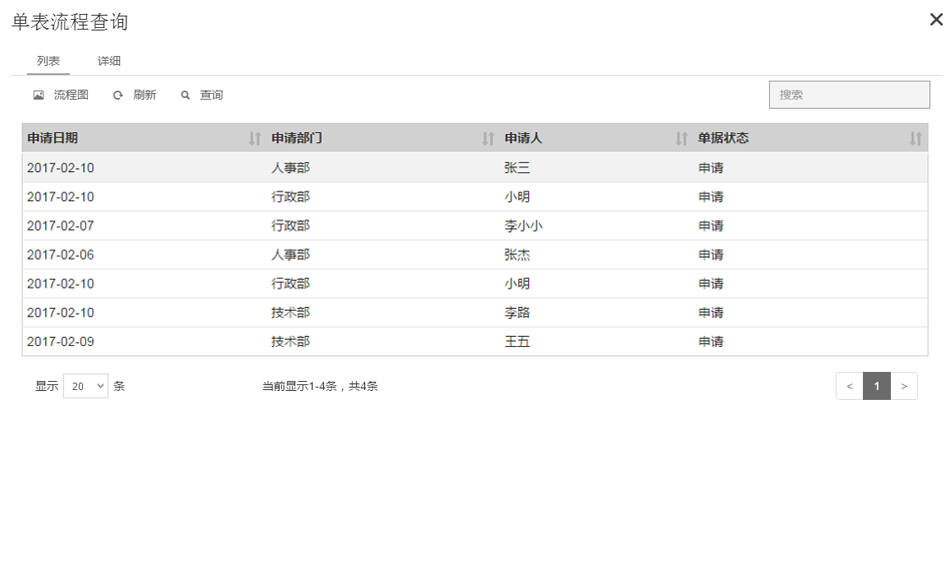 单表流程查询
列表 详细
流程图 刷新 查询 搜索
申请日期 申请部门 申请人 单据状态
2017-02-10 人事部 张三 申请
2017-02-10 行政部 小明 申请
2017-02-07 行政部 李小小 申请
2017-02-06 人事部 张杰 申请
2017-02-10 行政部 小明 申请
2017-02-10 技术部 李路 申请
2017-02-09 技术部 王五 申请
显示 20 条 当前显示1-4条，共4条 < 1 >